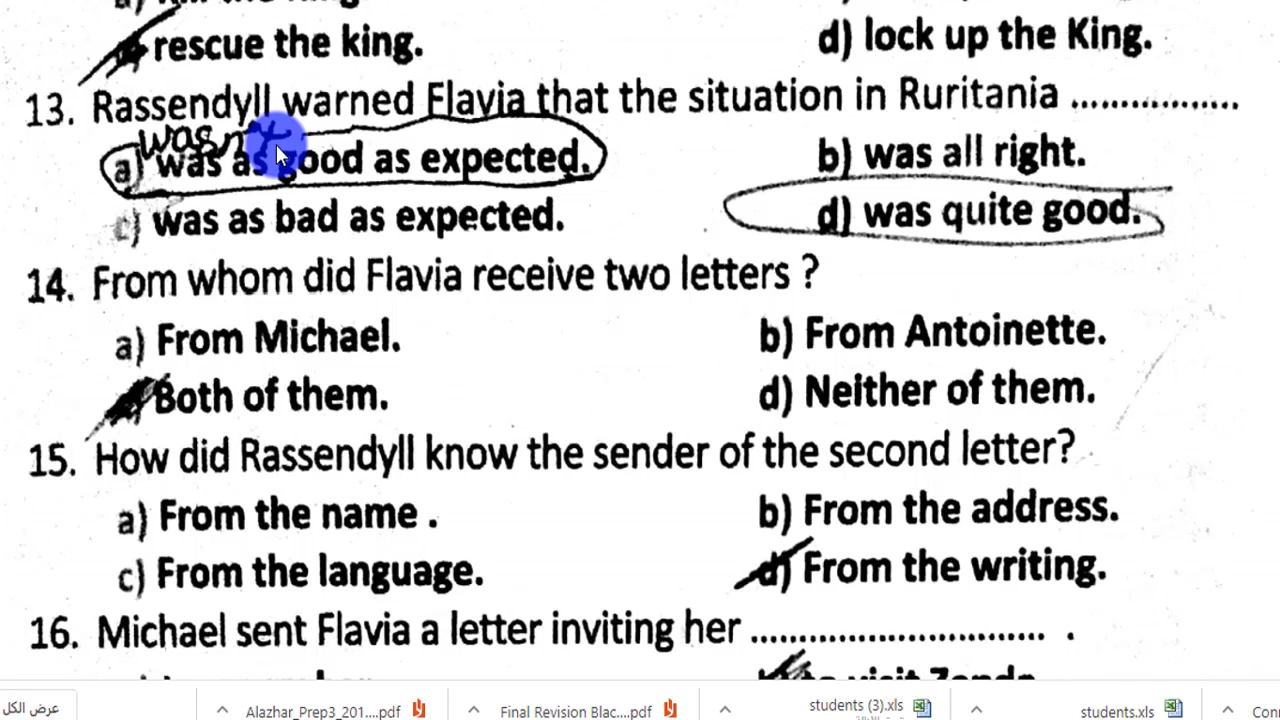 rescue the king.
d) lock up the King.
13. Rassendyll warned Flavia that the situation in Ruritania ..................
wasn't
a) was as good as expected.
b) was all right.
c) was as bad as expected.
d) was quite good.
14. From whom did Flavia receive two letters ?
a) From Michael.
b) From Antoinette.
Both of them.
d) Neither of them.
15. How did Rassendyll know the sender of the second letter?
a) From the name .
b) From the address.
c) From the language.
d) From the writing.
16. Michael sent Flavia a letter inviting her .............................. .
to visit Zenda
عرض الكل
Alazhar_Prep3_201....pdf
Final Revision Blac....pdf
students (3).xls
students.xls
Con